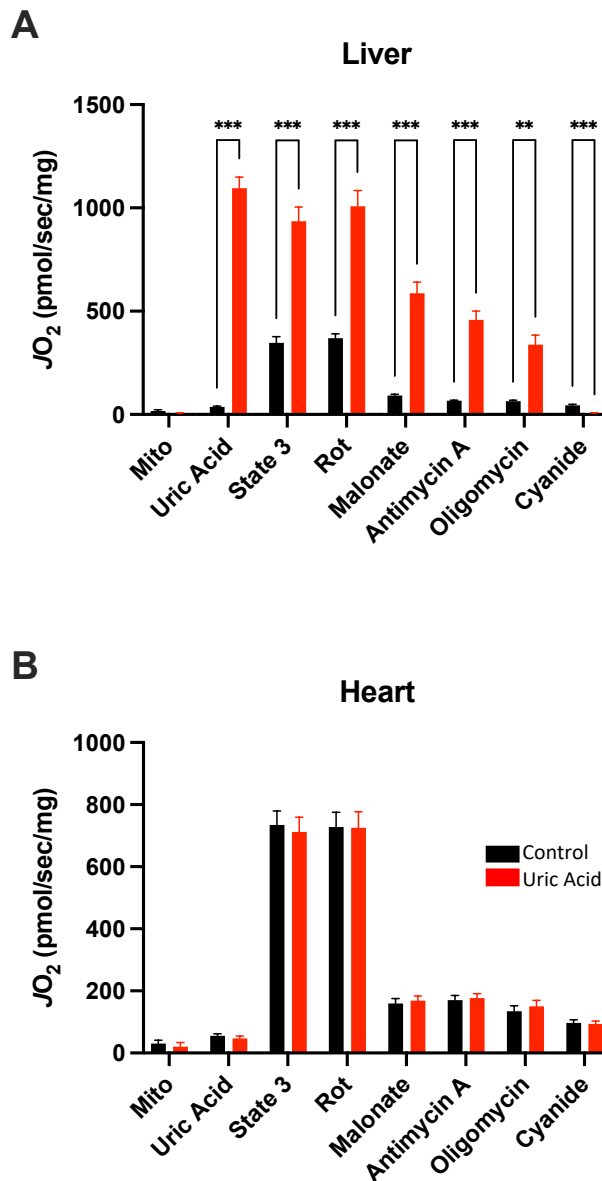 A
Liver
JO₂ (pmol/sec/mg)
1500
1000
500
0
*** *** *** *** *** ** ***
Mito Uric Acid State 3 Rot Malonate Antimycin A Oligomycin Cyanide
B
Heart
JO₂ (pmol/sec/mg)
1000
800
600
400
200
0
Control
Uric Acid
Mito Uric Acid State 3 Rot Malonate Antimycin A Oligomycin Cyanide